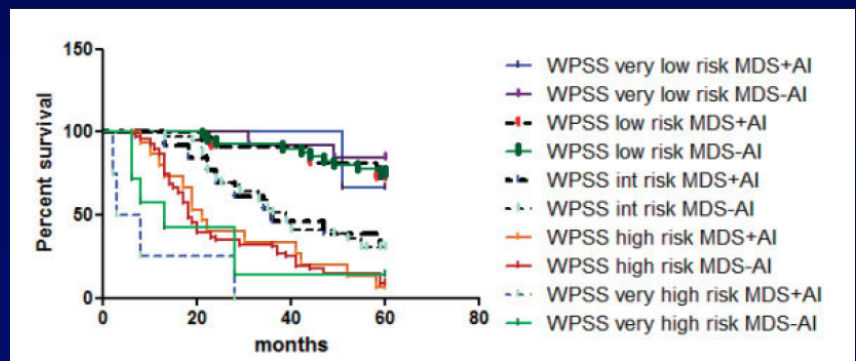 150
100
50
0
Percent survival
0 20 40 60 80
months
WPSS very low risk MDS+AI
WPSS very low risk MDS-AI
WPSS low risk MDS+AI
WPSS low risk MDS-AI
WPSS int risk MDS+AI
WPSS int risk MDS-AI
WPSS high risk MDS+AI
WPSS high risk MDS-AI
WPSS very high risk MDS+AI
WPSS very high risk MDS-AI